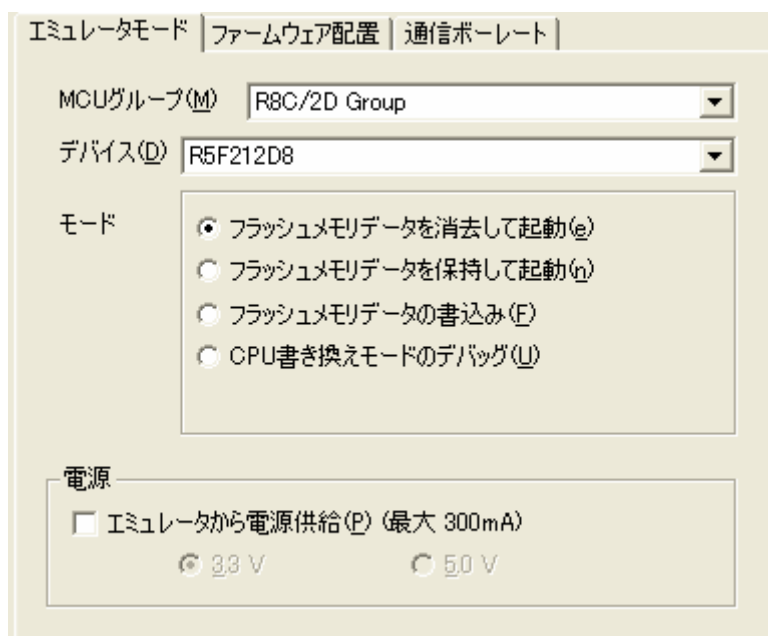 エミュレータモード ファームウェア配置 通信ボーレート
MCUグループ(M) R8C/2D Group
デバイス(D) R5F212D8
モード
フラッシュメモリデータを消去して起動(e)
フラッシュメモリデータを保持して起動(n)
フラッシュメモリデータの書込み(F)
CPU書き換えモードのデバッグ(U)
電源
エミュレータから電源供給(P) (最大 300mA)
3.3 V 5.0 V